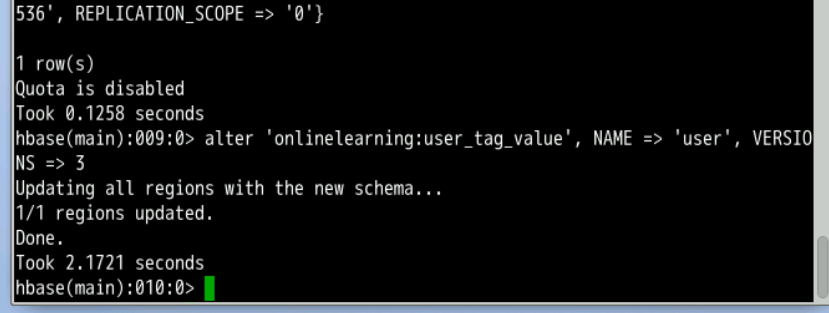 536', REPLICATION_SCOPE => '0'}
1 row(s)
Quota is disabled
Took 0.1258 seconds
hbase(main):009:0> alter 'onlinelearning:user_tag_value', NAME => 'user', VERSIO
NS => 3
Updating all regions with the new schema...
1/1 regions updated.
Done.
Took 2.1721 seconds
hbase(main):010:0>